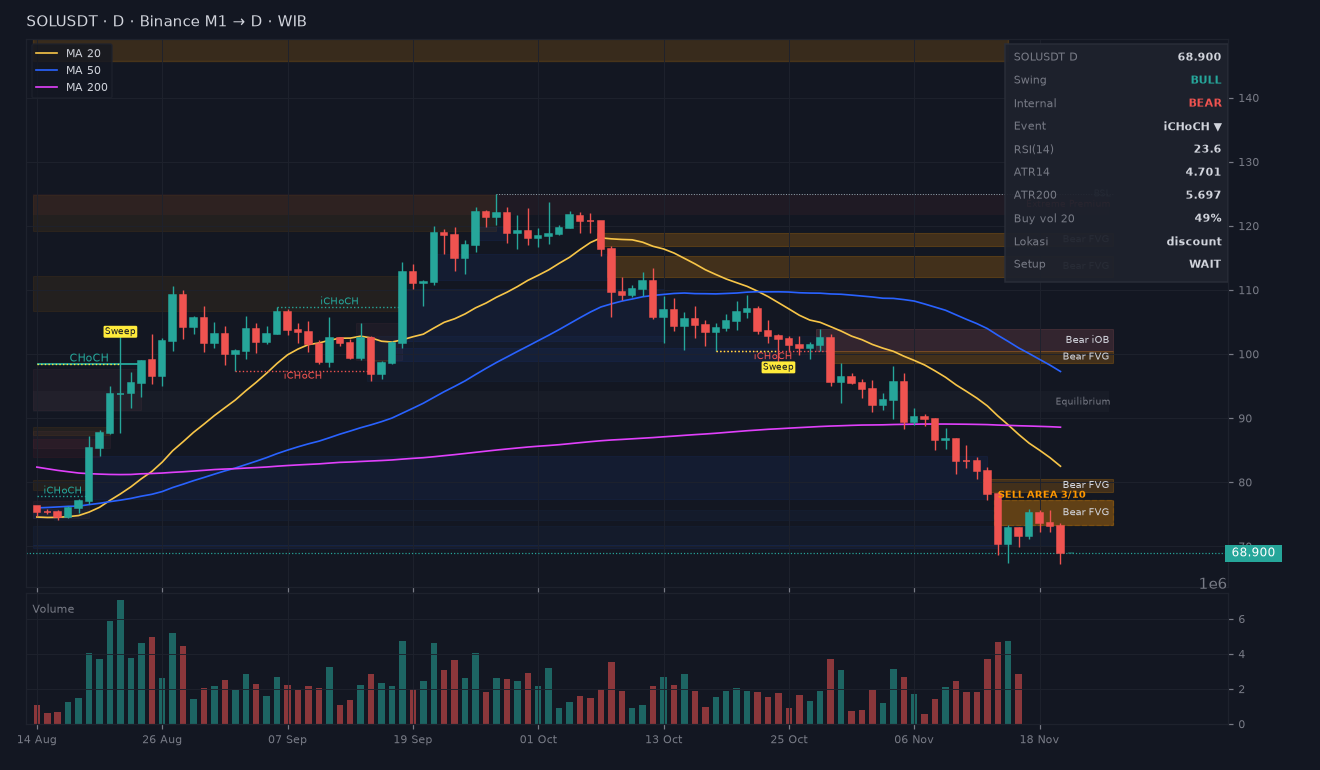 SOLUSDT · D · Binance M1 → D · WIB
MA 20
MA 50
MA 200
SOLUSDT D 68.900
Swing BULL
Internal BEAR
Event iCHoCH ▼
RSI(14) 23.6
ATR14 4.701
ATR200 5.697
Buy vol 20 49%
Lokasi discount
Setup WAIT
140
130
120
110
100
90
80
70
68.900
Bear FVG
Bear FVG
iCHoCH
Sweep
CHoCH
iCHoCH
iCHoCH
iCHoCH
Sweep
Bear iOB
Bear FVG
Equilibrium
Bear FVG
SELL AREA 3/10
Bear FVG
1e6
Volume
6
4
2
0
14 Aug
26 Aug
07 Sep
19 Sep
01 Oct
13 Oct
25 Oct
06 Nov
18 Nov